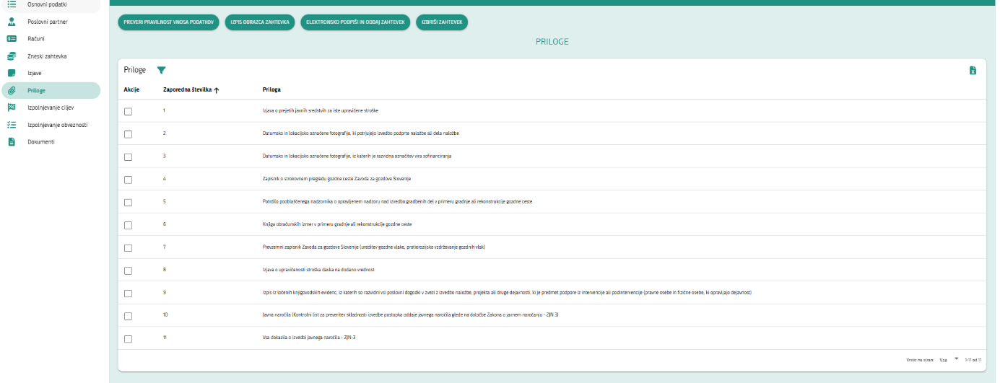 Osnovni podatki
Poslovni partner
Računi
Zneski zahtevka
Izjave
Priloge
Izpolnjevanje ciljev
Izpolnjevanje obveznosti
Dokumenti
PREVERI PRAVILNOST VNOSA PODATKOV IZPIS OBRAZCA ZAHTEVKA ELEKTRONSKO PODPIŠI IN ODDAJ ZAHTEVEK IZBRIŠI ZAHTEVEK
PRILOGE
Priloge
Akcije Zaporedna številka Priloga
1 Izjava o prejetih javnih sredstvih za iste upravičene stroške
2 Datumsko in lokacijsko označene fotografije, ki potrjujejo izvedbo podprte naložbe ali dela naložbe
3 Datumsko in lokacijsko označene fotografije, iz katerih je razvidna označitev vira sofinanciranja
4 Zapisnik o strokovnem pregledu gozdne ceste Zavoda za gozdove Slovenije
5 Potrdilo pooblaščenega nadzornika o opravljenem nadzoru nad izvedbo gradbenih del v primeru gradnje ali rekonstrukcije gozdne ceste
6 Knjiga obračunskih izmer v primeru gradnje ali rekonstrukcije gozdne ceste
7 Prevzemni zapisnik Zavoda za gozdove Slovenije (ureditev gozdne vlake, protierozijsko vzdrževanje gozdnih vlak)
8 Izjava o upravičenosti stroška davka na dodano vrednost
9 Izpis iz ločenih knjigovodskih evidenc, iz katerih so razvidni vsi poslovni dogodki v zvezi z izvedbo naložbe, projekta ali druge dejavnosti, ki je predmet podpore iz intervencije ali podintervencije (pravne osebe in fizične osebe, ki opravljajo dejavnost)
10 Javna naročila (Kontrolni list za preveritev skladnosti izvedbe postopka oddaje javnega naročila glede na določbe Zakona o javnem naročanju - ZJN 3)
11 Vsa dokazila o izvedbi javnega naročila - ZJN-3
Vrstic na stran: Vse 1-11 od 11